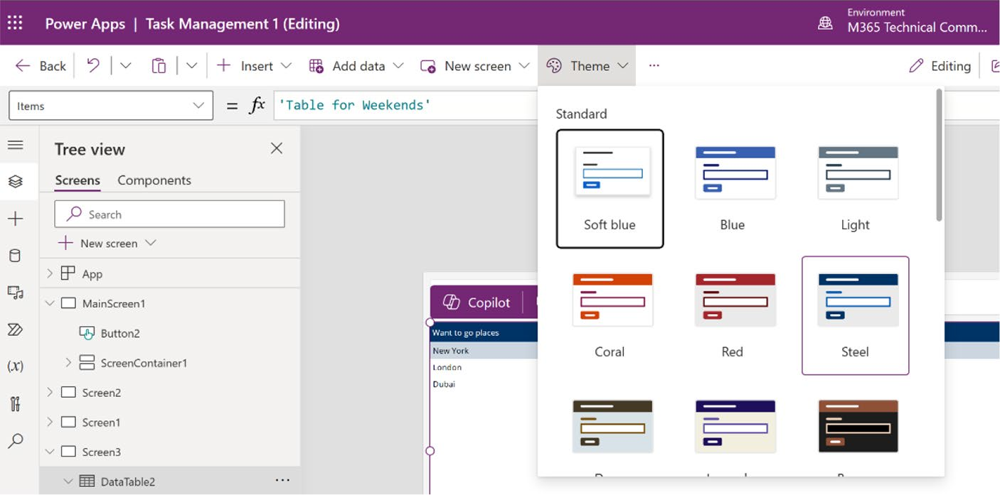 Power Apps | Task Management 1 (Editing)
Environment
M365 Technical Comm...
Back
Insert
Add data
New screen
Theme
...
Editing
Items
= fx 'Table for Weekends'
Tree view
Screens Components
Search
New screen
App
MainScreen1
Button2
ScreenContainer1
Screen2
Screen1
Screen3
DataTable2
...
(x)
Copilot
Want to go places
New York
London
Dubai
Standard
Soft blue Blue Light
Coral Red Steel